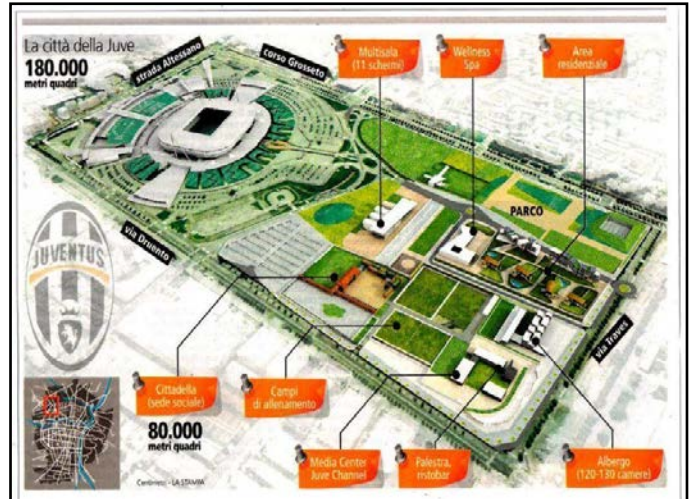 La città della Juve
180.000
metri quadri
strada Altessano
corso Grosseto
Multisala
(11 schermi)
Wellness
Spa
Area
residenziale
PARCO
JUVENTUS
via Druento
via Traves
Cittadella
(sede sociale)
Campi
di allenamento
80.000
metri quadri
Media Center
Juve Channel
Palestra,
ristobar
Albergo
(120-130 camere)
Centimetri - LA STAMPA